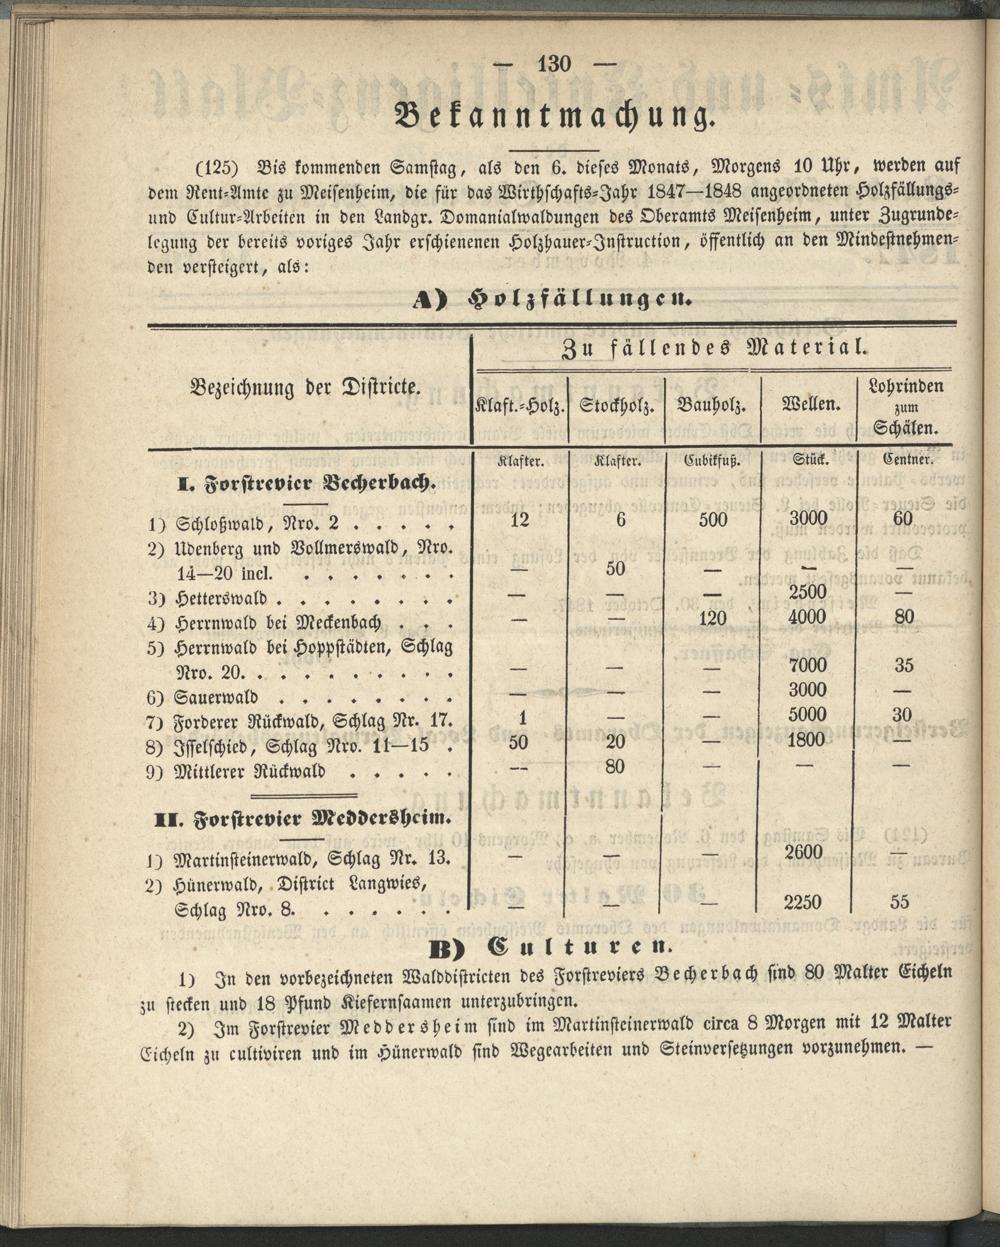 — 130 —
Bekanntmachung.
(125) Bis kommenden Samstag, als den 6. dieses Monats, Morgens 10 Uhr, werden auf
dem Rent-Amte zu Meisenheim, die für das Wirthschafts-Jahr 1847—1848 angeordneten Holzfällungs-
und Cultur-Arbeiten in den Landgr. Domanialwaldungen des Oberamts Meisenheim, unter Zugrunde-
legung der bereits voriges Jahr erschienenen Holzhauer-Instruction, öffentlich an den Mindestnehmen-
den versteigert, als:
A) Holzfällungen.
Bezeichnung der Districte. Zu fällendes Material.
Klaft.-Holz. Stockholz. Bauholz. Wellen. Lohrinden
zum
Schälen.
Klafter. Klafter. Cubikfuß. Stück. Centner.
I. Forstrevier Becherbach.
1) Schloßwald, Nro. 2 . . . . . 12 6 500 3000 60
2) Udenberg und Vollmerswald, Nro.
14—20 incl. . . . . . . . — 50 — — —
3) Hetterswald . . . . . . . . — — — 2500 —
4) Herrnwald bei Meckenbach . . . — — 120 4000 80
5) Herrnwald bei Hoppstädten, Schlag
Nro. 20. . . . . . . . . . — — — 7000 35
6) Sauerwald . . . . . . . . — — — 3000 —
7) Forderer Rückwald, Schlag Nr. 17. 1 — — 5000 30
8) Isselschied, Schlag Nro. 11—15 . 50 20 — 1800 —
9) Mittlerer Rückwald . . . . . — 80 — — —
II. Forstrevier Meddersheim.
1) Martinsteinerwald, Schlag Nr. 13. — — — 2600 —
2) Hünerwald, District Langwies,
Schlag Nro. 8. . . . . . . — — — 2250 55
B) Culturen.
1) In den vorbezeichneten Walddistricten des Forstreviers Becherbach sind 80 Malter Eicheln
zu stecken und 18 Pfund Kiefernsaamen unterzubringen.
2) Im Forstrevier Meddersheim sind im Martinsteinerwald circa 8 Morgen mit 12 Malter
Eicheln zu cultiviren und im Hünerwald sind Wegearbeiten und Steinversetzungen vorzunehmen. —